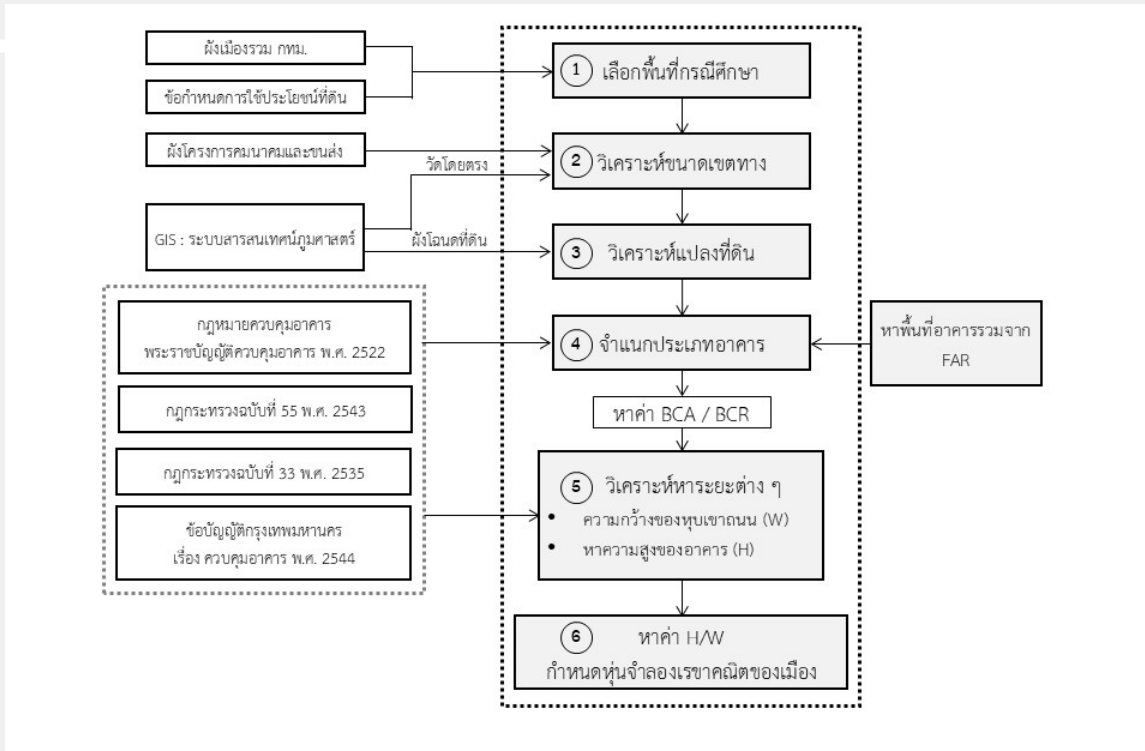 ผังเมืองรวม กทม.
ข้อกำหนดการใช้ประโยชน์ที่ดิน
ผังโครงการคมนาคมและขนส่ง
วัดโดยตรง
GIS : ระบบสารสนเทศน์ภูมิศาสตร์
ผังโฉนดที่ดิน
กฎหมายควบคุมอาคาร
พระราชบัญญัติควบคุมอาคาร พ.ศ. 2522
กฎกระทรวงฉบับที่ 55 พ.ศ. 2543
กฎกระทรวงฉบับที่ 33 พ.ศ. 2535
ข้อบัญญัติกรุงเทพมหานคร
เรื่อง ควบคุมอาคาร พ.ศ. 2544
1 เลือกพื้นที่กรณีศึกษา
2 วิเคราะห์ขนาดเขตทาง
3 วิเคราะห์แปลงที่ดิน
4 จำแนกประเภทอาคาร
หาพื้นที่อาคารรวมจาก
FAR
หาค่า BCA / BCR
5 วิเคราะห์หาระยะต่าง ๆ
• ความกว้างของหุบเขาถนน (W)
• หาความสูงของอาคาร (H)
6 หาค่า H/W
กำหนดหุ่นจำลองเรขาคณิตของเมือง